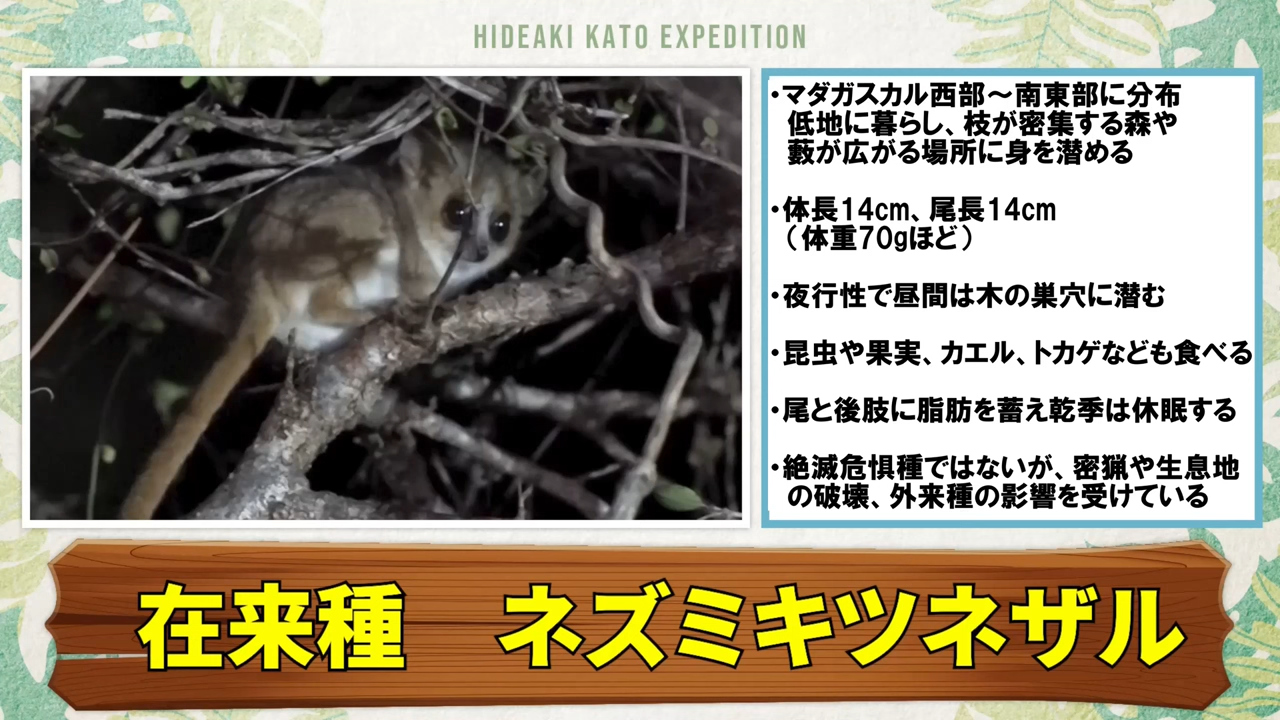 HIDEAKI KATO EXPEDITION
・マダガスカル西部～南東部に分布
低地に暮らし、枝が密集する森や
藪が広がる場所に身を潜める
・体長14cm、尾長14cm
（体重70gほど）
・夜行性で昼間は木の巣穴に潜む
・昆虫や果実、カエル、トカゲなども食べる
・尾と後肢に脂肪を蓄え乾季は休眠する
・絶滅危惧種ではないが、密猟や生息地
の破壊、外来種の影響を受けている
在来種　ネズミキツネザル